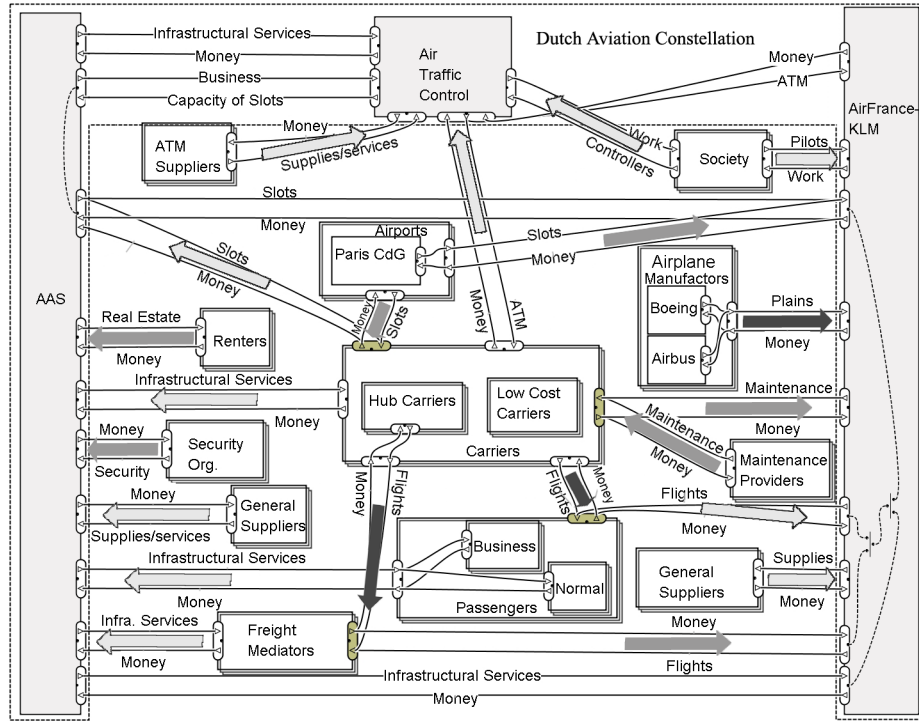 Infrastructural Services
Money
Business
Capacity of Slots
Air
Traffic
Control
Dutch Aviation Constellation
Money
ATM
AirFrance-
KLM
ATM
Suppliers
Money
Supplies/services
Work
Controllers
Society
Pilots
Work
Slots
Money
Slots
Money
Airports
Paris CdG
Slots
Money
Money
Slots
Money
ATM
Airplane
Manufactors
Boeing
Airbus
Plains
Money
AAS
Real Estate
Money
Renters
Infrastructural Services
Money
Hub Carriers
Low Cost
Carriers
Carriers
Maintenance
Money
Maintenance
Money
Maintenance
Providers
Money
Security
Security
Org.
Money
Supplies/services
General
Suppliers
Money
Flights
Flights
Money
Flights
Money
Infrastructural Services
Money
Business
Normal
Passengers
General
Suppliers
Supplies
Money
Infra. Services
Money
Freight
Mediators
Money
Flights
Infrastructural Services
Money